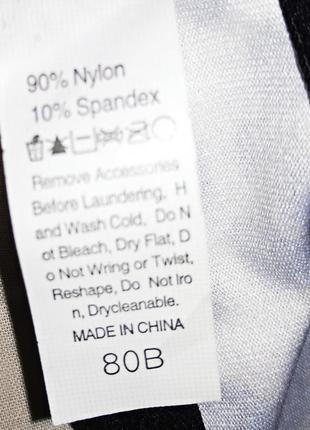 90% Nylon
10% Spandex
Remove Accessories
Before Laundering, H
and Wash Cold, Do N
ot Bleach, Dry Flat, D
o Not Wring or Twist,
Reshape, Do Not Iro
n, Drycleanable.
MADE IN CHINA
80B